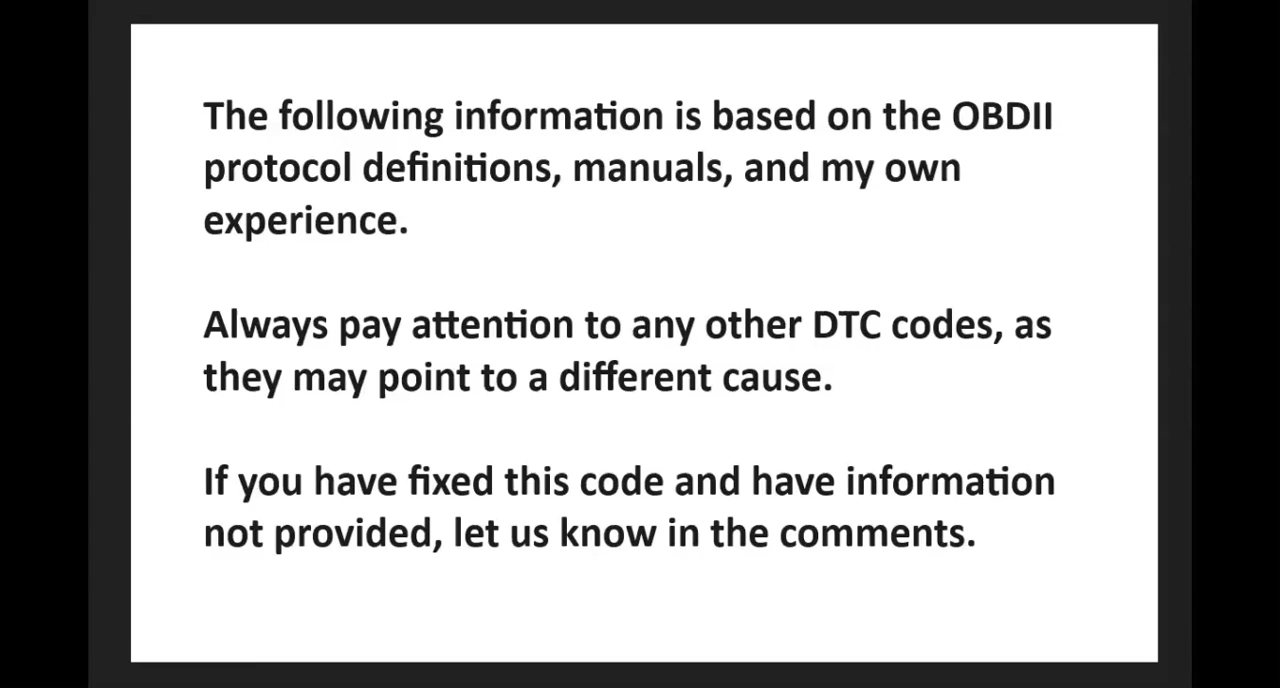 The following information is based on the OBDII
protocol definitions, manuals, and my own
experience.
Always pay attention to any other DTC codes, as
they may point to a different cause.
If you have fixed this code and have information
not provided, let us know in the comments.